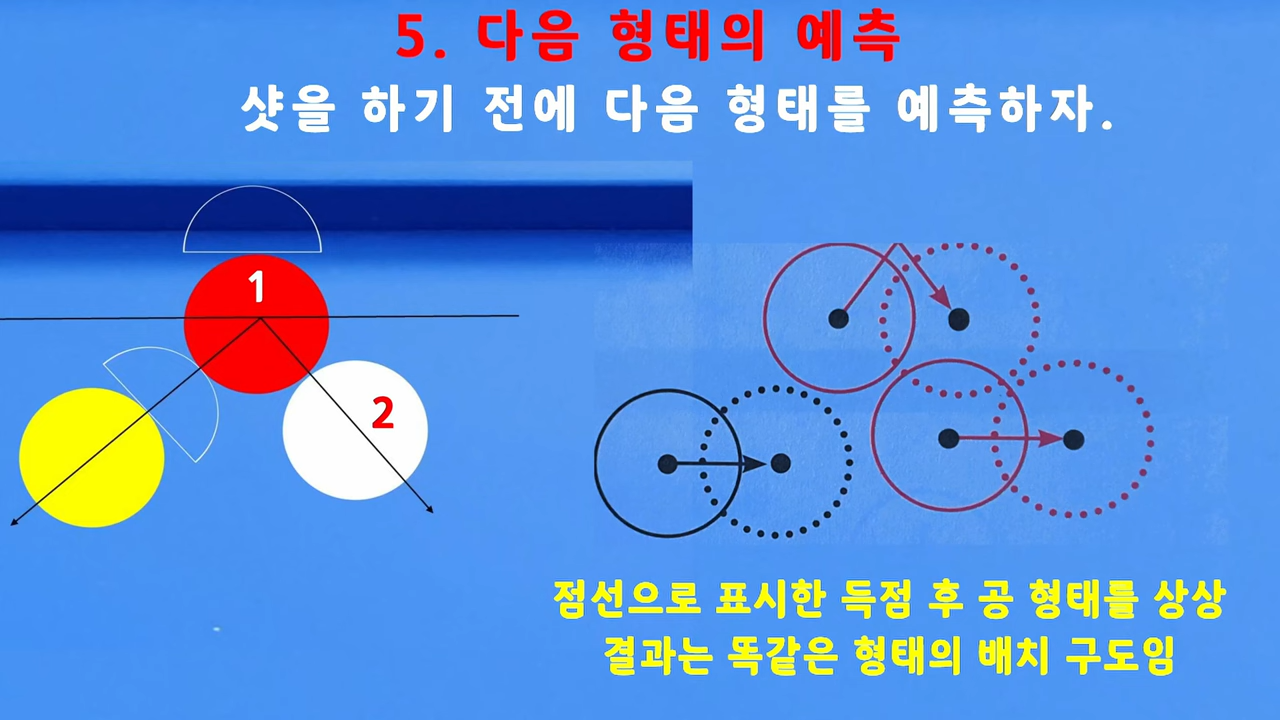 5. 다음 형태의 예측
샷을 하기 전에 다음 형태를 예측하자.
1
2
점선으로 표시한 득점 후 공 형태를 상상
결과는 똑같은 형태의 배치 구도임